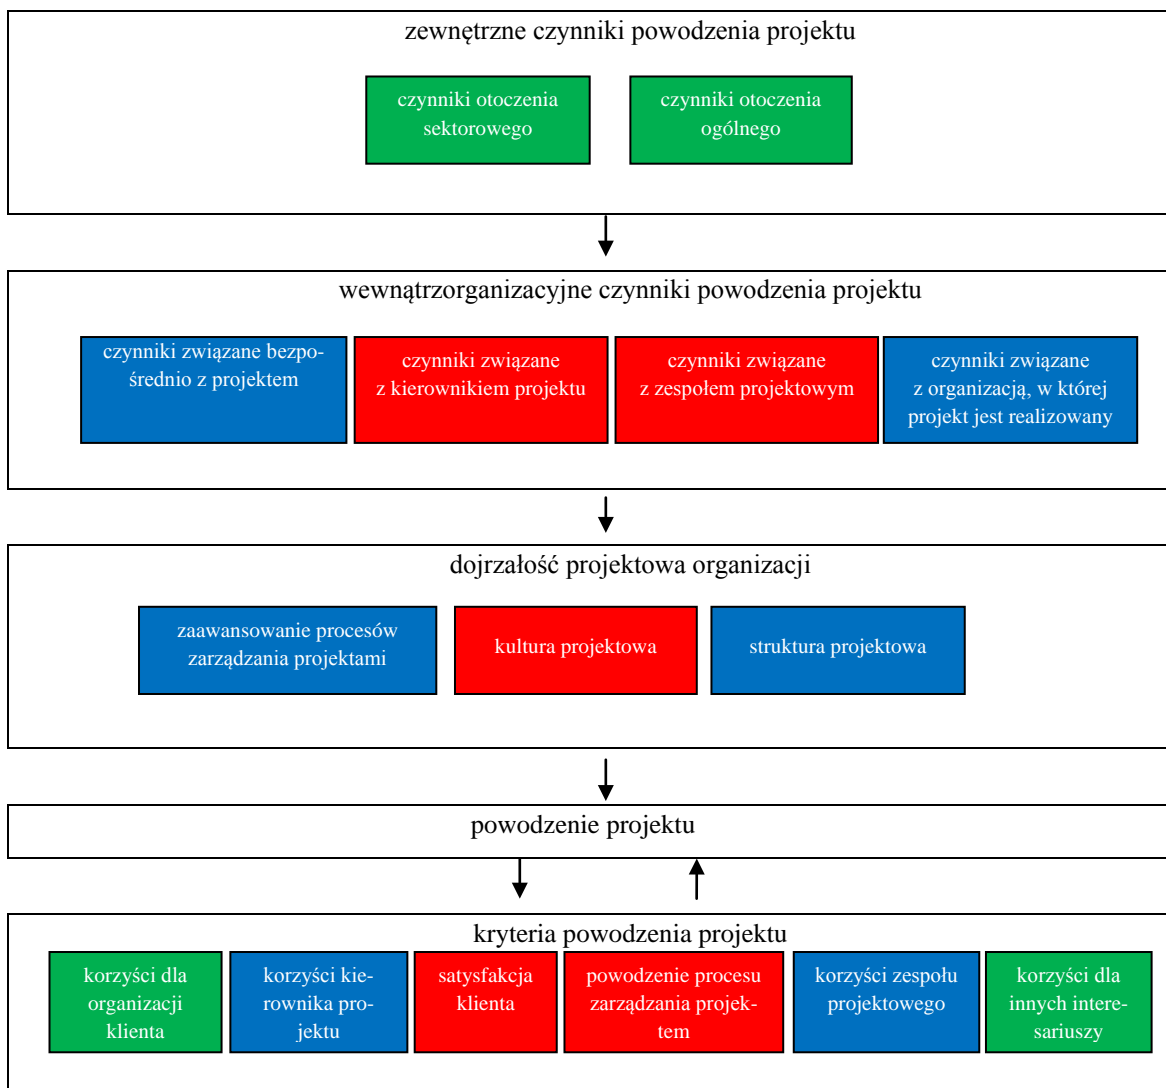 zewnętrzne czynniki powodzenia projektu
czynniki otoczenia
sektorowego
czynniki otoczenia
ogólnego
wewnątrzorganizacyjne czynniki powodzenia projektu
czynniki związane bezpo-
średnio z projektem
czynniki związane
z kierownikiem projektu
czynniki związane
z zespołem projektowym
czynniki związane
z organizacją, w której
projekt jest realizowany
dojrzałość projektowa organizacji
zaawansowanie procesów
zarządzania projektami
kultura projektowa
struktura projektowa
powodzenie projektu
kryteria powodzenia projektu
korzyści dla
organizacji
klienta
korzyści kie-
rownika pro-
jektu
satysfakcja
klienta
powodzenie procesu
zarządzania projek-
tem
korzyści zespołu
projektowego
korzyści dla
innych intere-
sariuszy